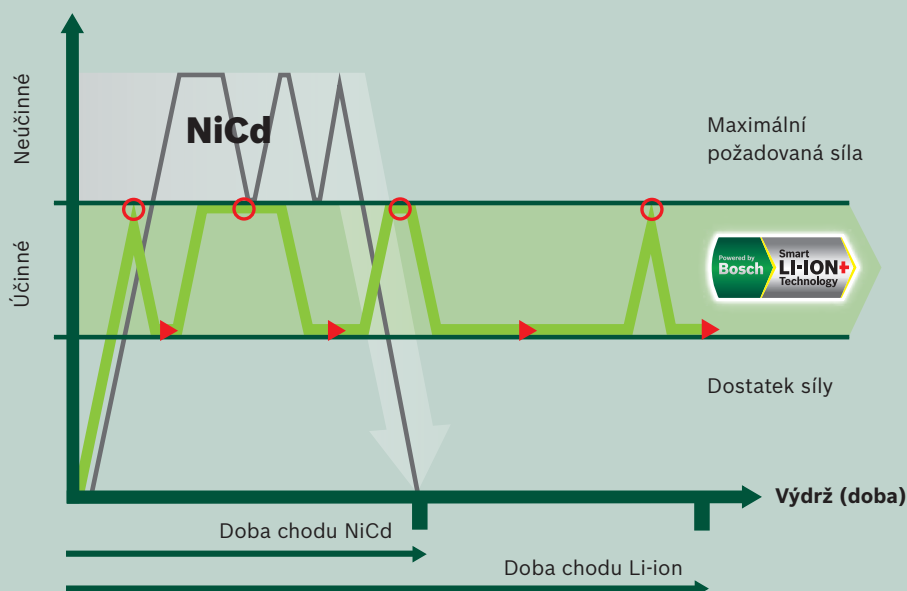 Neúčinné
NiCd
Maximální
požadovaná síla
Účinné
Powered by
Bosch
Smart
LI-ION+
Technology
Dostatek síly
Výdrž (doba)
Doba chodu NiCd
Doba chodu Li-ion